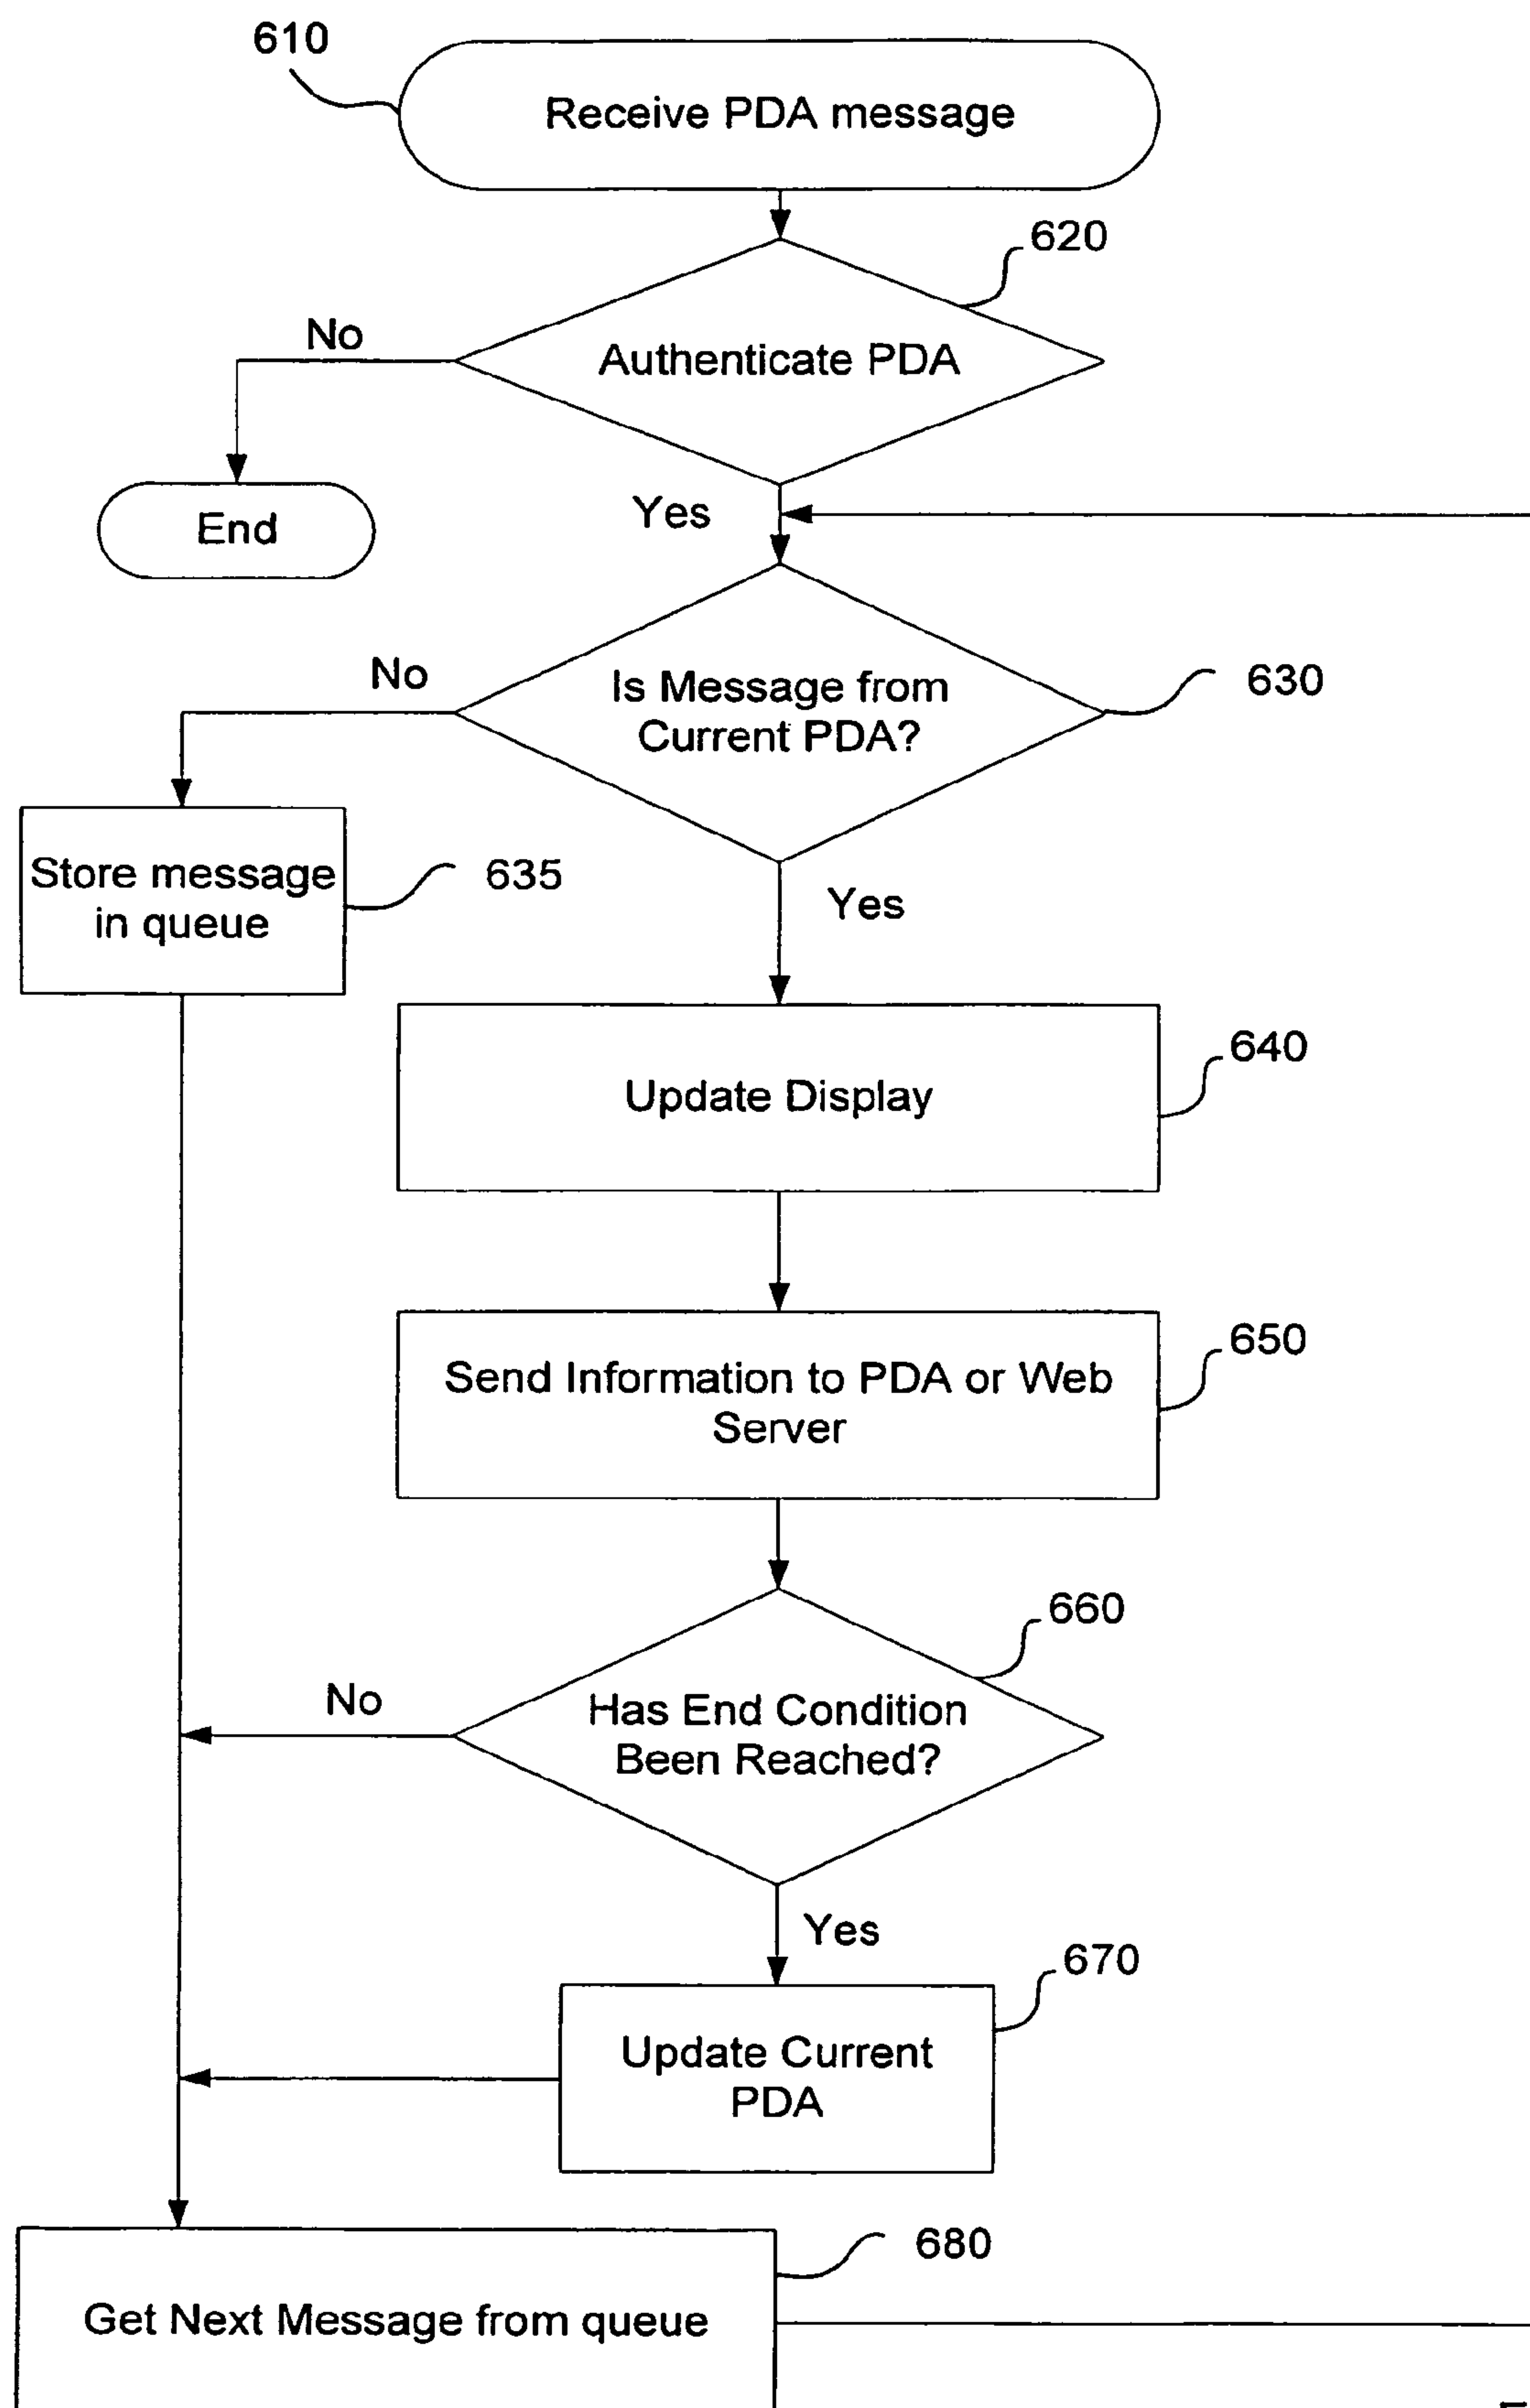 610
Receive PDA message
620
No
Authenticate PDA
Yes
End
No
Is Message from
Current PDA?
630
Store message
in queue
635
Yes
640
Update Display
650
Send Information to PDA or Web
Server
660
No
Has End Condition
Been Reached?
Yes
670
Update Current
PDA
680
Get Next Message from queue